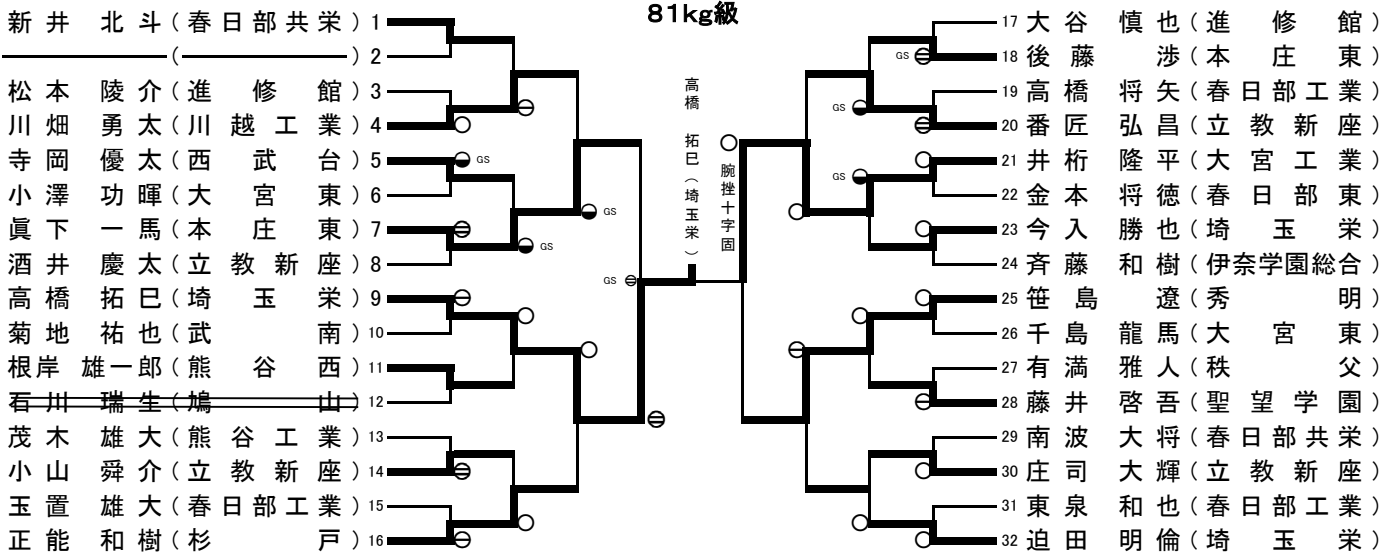 81kg級
新井 北斗 (春日部共栄) 1
( ) 2
松本 陵介 (進修館) 3
川畑 勇太 (川越工業) 4
寺岡 優太 (西武台) 5
GS
小澤 功暉 (大宮東) 6
眞下 一馬 (本庄東) 7
酒井 慶太 (立教新座) 8
高橋 拓巳 (埼玉栄) 9
菊地 祐也 (武南) 10
根岸 雄一郎 (熊谷西) 11
石川 瑞生 (鳩山) 12
茂木 雄大 (熊谷工業) 13
小山 舜介 (立教新座) 14
玉置 雄大 (春日部工業) 15
正能 和樹 (杉戸) 16
GS
GS
GS
高橋 拓巳 (埼玉栄)
腕挫十字固
GS
GS
GS
17 大谷 慎也 (進修館)
18 後藤 渉 (本庄東)
19 高橋 将矢 (春日部工業)
20 番匠 弘昌 (立教新座)
21 井桁 隆平 (大宮工業)
22 金本 将徳 (春日部東)
23 今入 勝也 (埼玉栄)
24 斉藤 和樹 (伊奈学園総合)
25 笹島 遼 (秀明)
26 千島 龍馬 (大宮東)
27 有満 雅人 (秩父)
28 藤井 啓吾 (聖望学園)
29 南波 大将 (春日部共栄)
30 庄司 大輝 (立教新座)
31 東泉 和也 (春日部工業)
32 迫田 明倫 (埼玉栄)